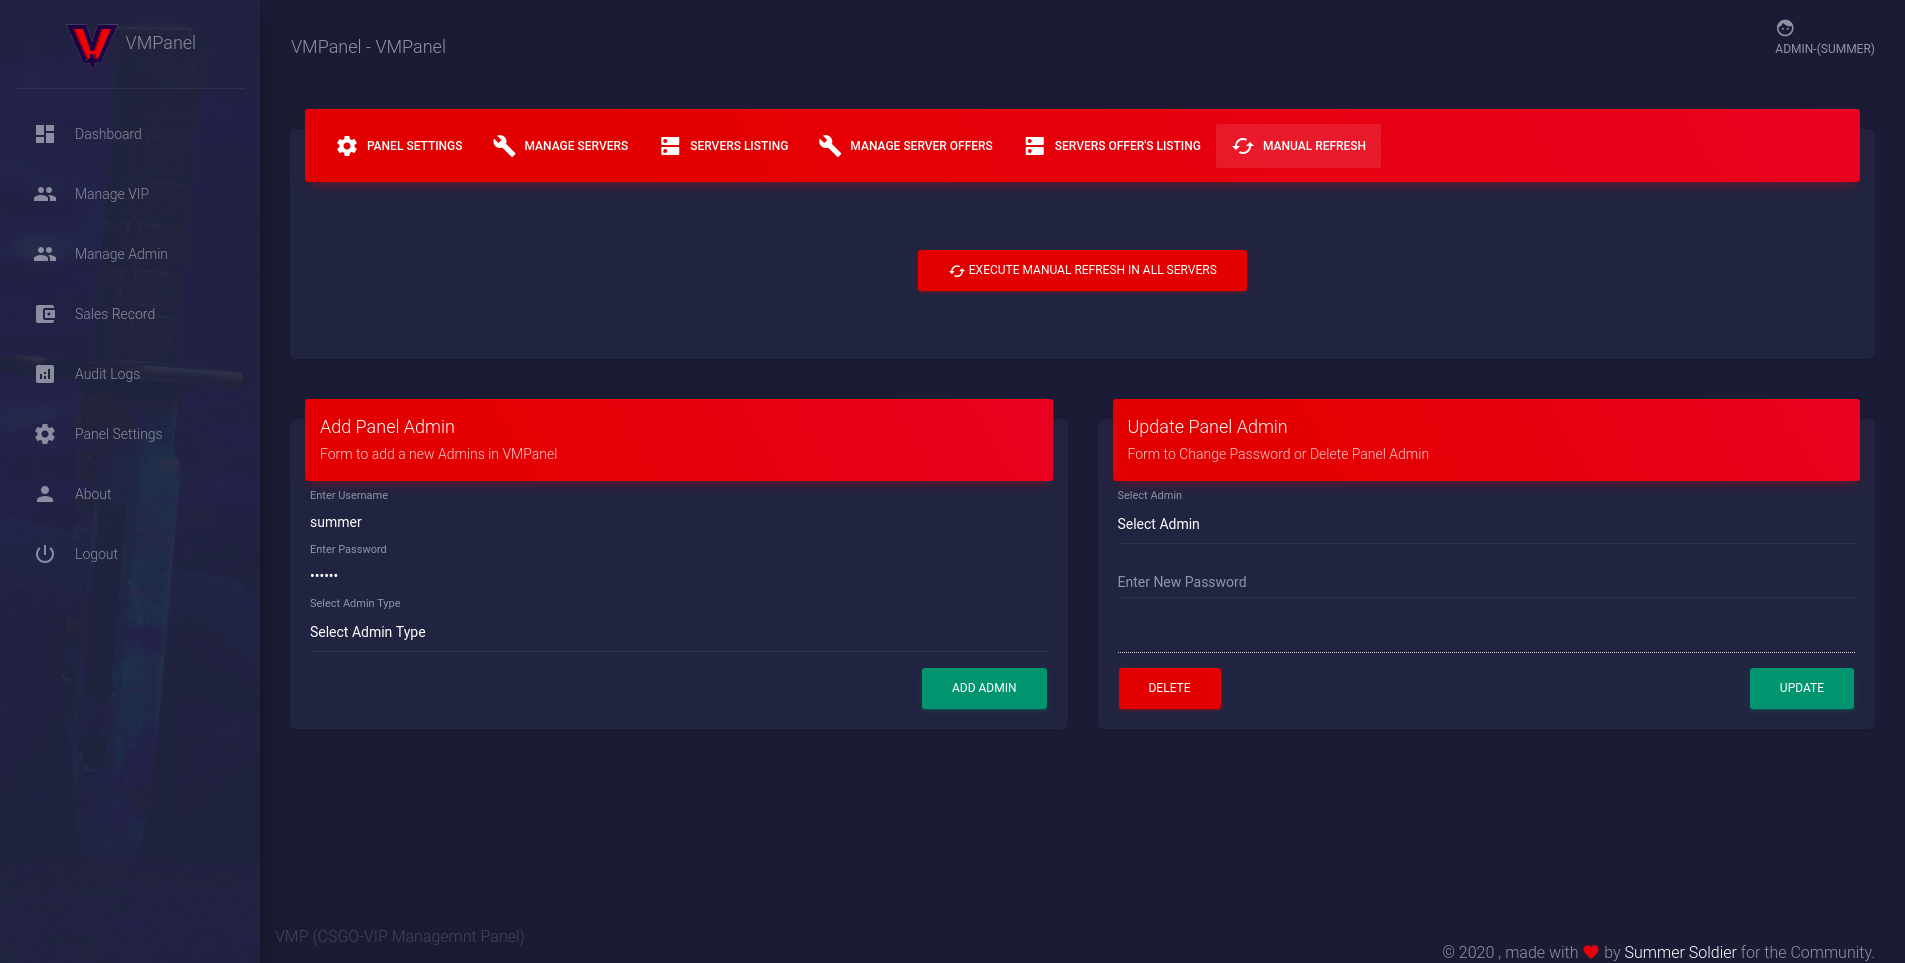 VMPanel
Dashboard
Manage VIP
Manage Admin
Sales Record
Audit Logs
Panel Settings
About
Logout
VMPanel - VMPanel
ADMIN-(SUMMER)
PANEL SETTINGS
MANAGE SERVERS
SERVERS LISTING
MANAGE SERVER OFFERS
SERVERS OFFER'S LISTING
MANUAL REFRESH
EXECUTE MANUAL REFRESH IN ALL SERVERS
Add Panel Admin
Form to add a new Admins in VMPanel
Enter Username
summer
Enter Password
••••••
Select Admin Type
Select Admin Type
ADD ADMIN
Update Panel Admin
Form to Change Password or Delete Panel Admin
Select Admin
Select Admin
Enter New Password
DELETE
UPDATE
VMP (CSGO-VIP Managemnt Panel)
© 2020 , made with ♥ by Summer Soldier for the Community.